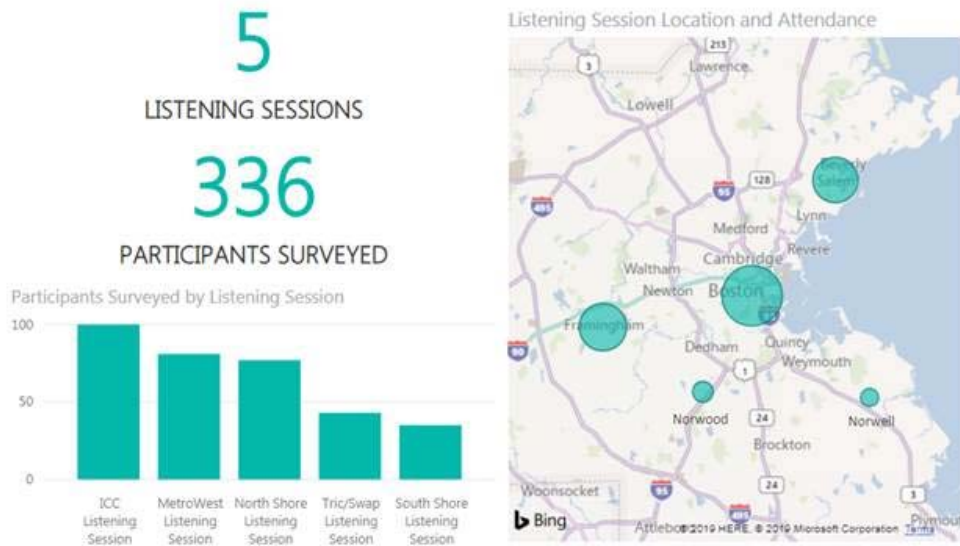 5
LISTENING SESSIONS
336
PARTICIPANTS SURVEYED
Participants Surveyed by Listening Session
100
50
0
ICC Listening Session
MetroWest Listening Session
North Shore Listening Session
Tric/Swap Listening Session
South Shore Listening Session
Listening Session Location and Attendance
213
3
Lawrence
Lowell
Beverly
Salem
128
95
495
Lynn
Medford
Revere
Cambridge
Waltham
Newton
Boston
Framingham
90
Dedham
Quincy
Weymouth
1
Norwood
24
Norwell
Brockton
24
Woonsocket
95
3
495
Bing
© 2019 HERE, © 2019 Microsoft Corporation Terms